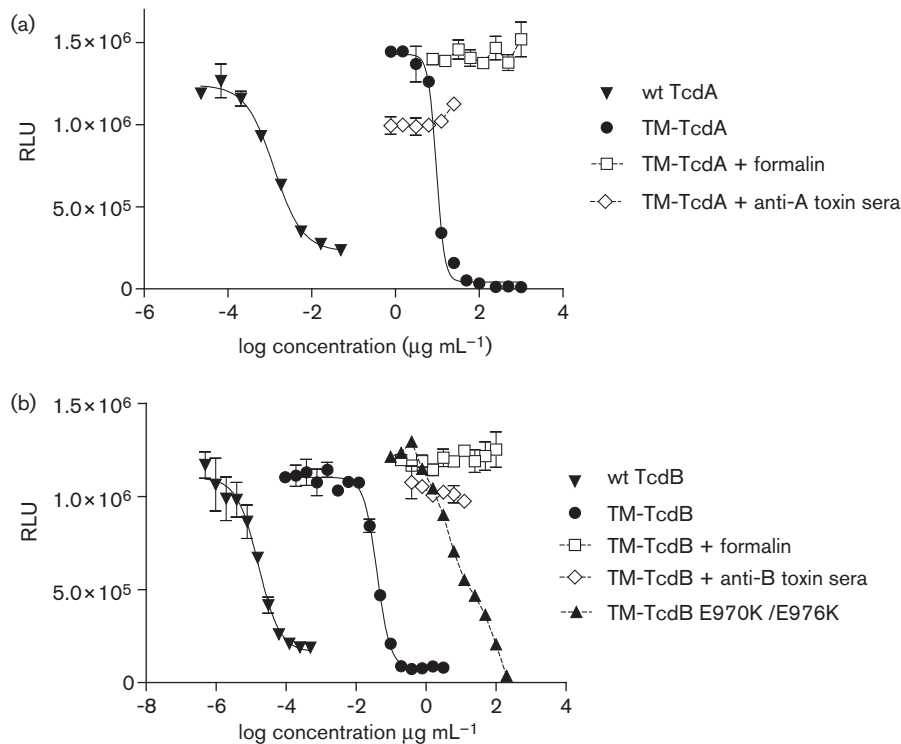 (a)
RLU
1.5×10⁶
1.0×10⁶
5.0×10⁵
0
-6
-4
-2
0
2
4
log concentration (µg mL⁻¹)
wt TcdA
TM-TcdA
TM-TcdA + formalin
TM-TcdA + anti-A toxin sera
(b)
RLU
1.5×10⁶
1.0×10⁶
5.0×10⁵
0
-8
-6
-4
-2
0
2
4
log concentration µg mL⁻¹
wt TcdB
TM-TcdB
TM-TcdB + formalin
TM-TcdB + anti-B toxin sera
TM-TcdB E970K /E976K